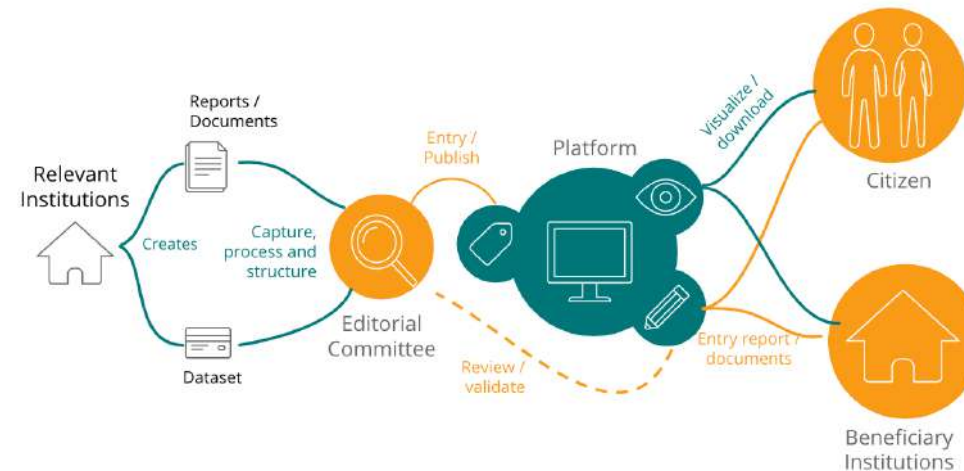 Relevant
Institutions
Creates
Reports /
Documents
Dataset
Capture,
process and
structure
Editorial
Committee
Entry /
Publish
Review /
validate
Platform
Visualize /
download
Entry report /
documents
Citizen
Beneficiary
Institutions